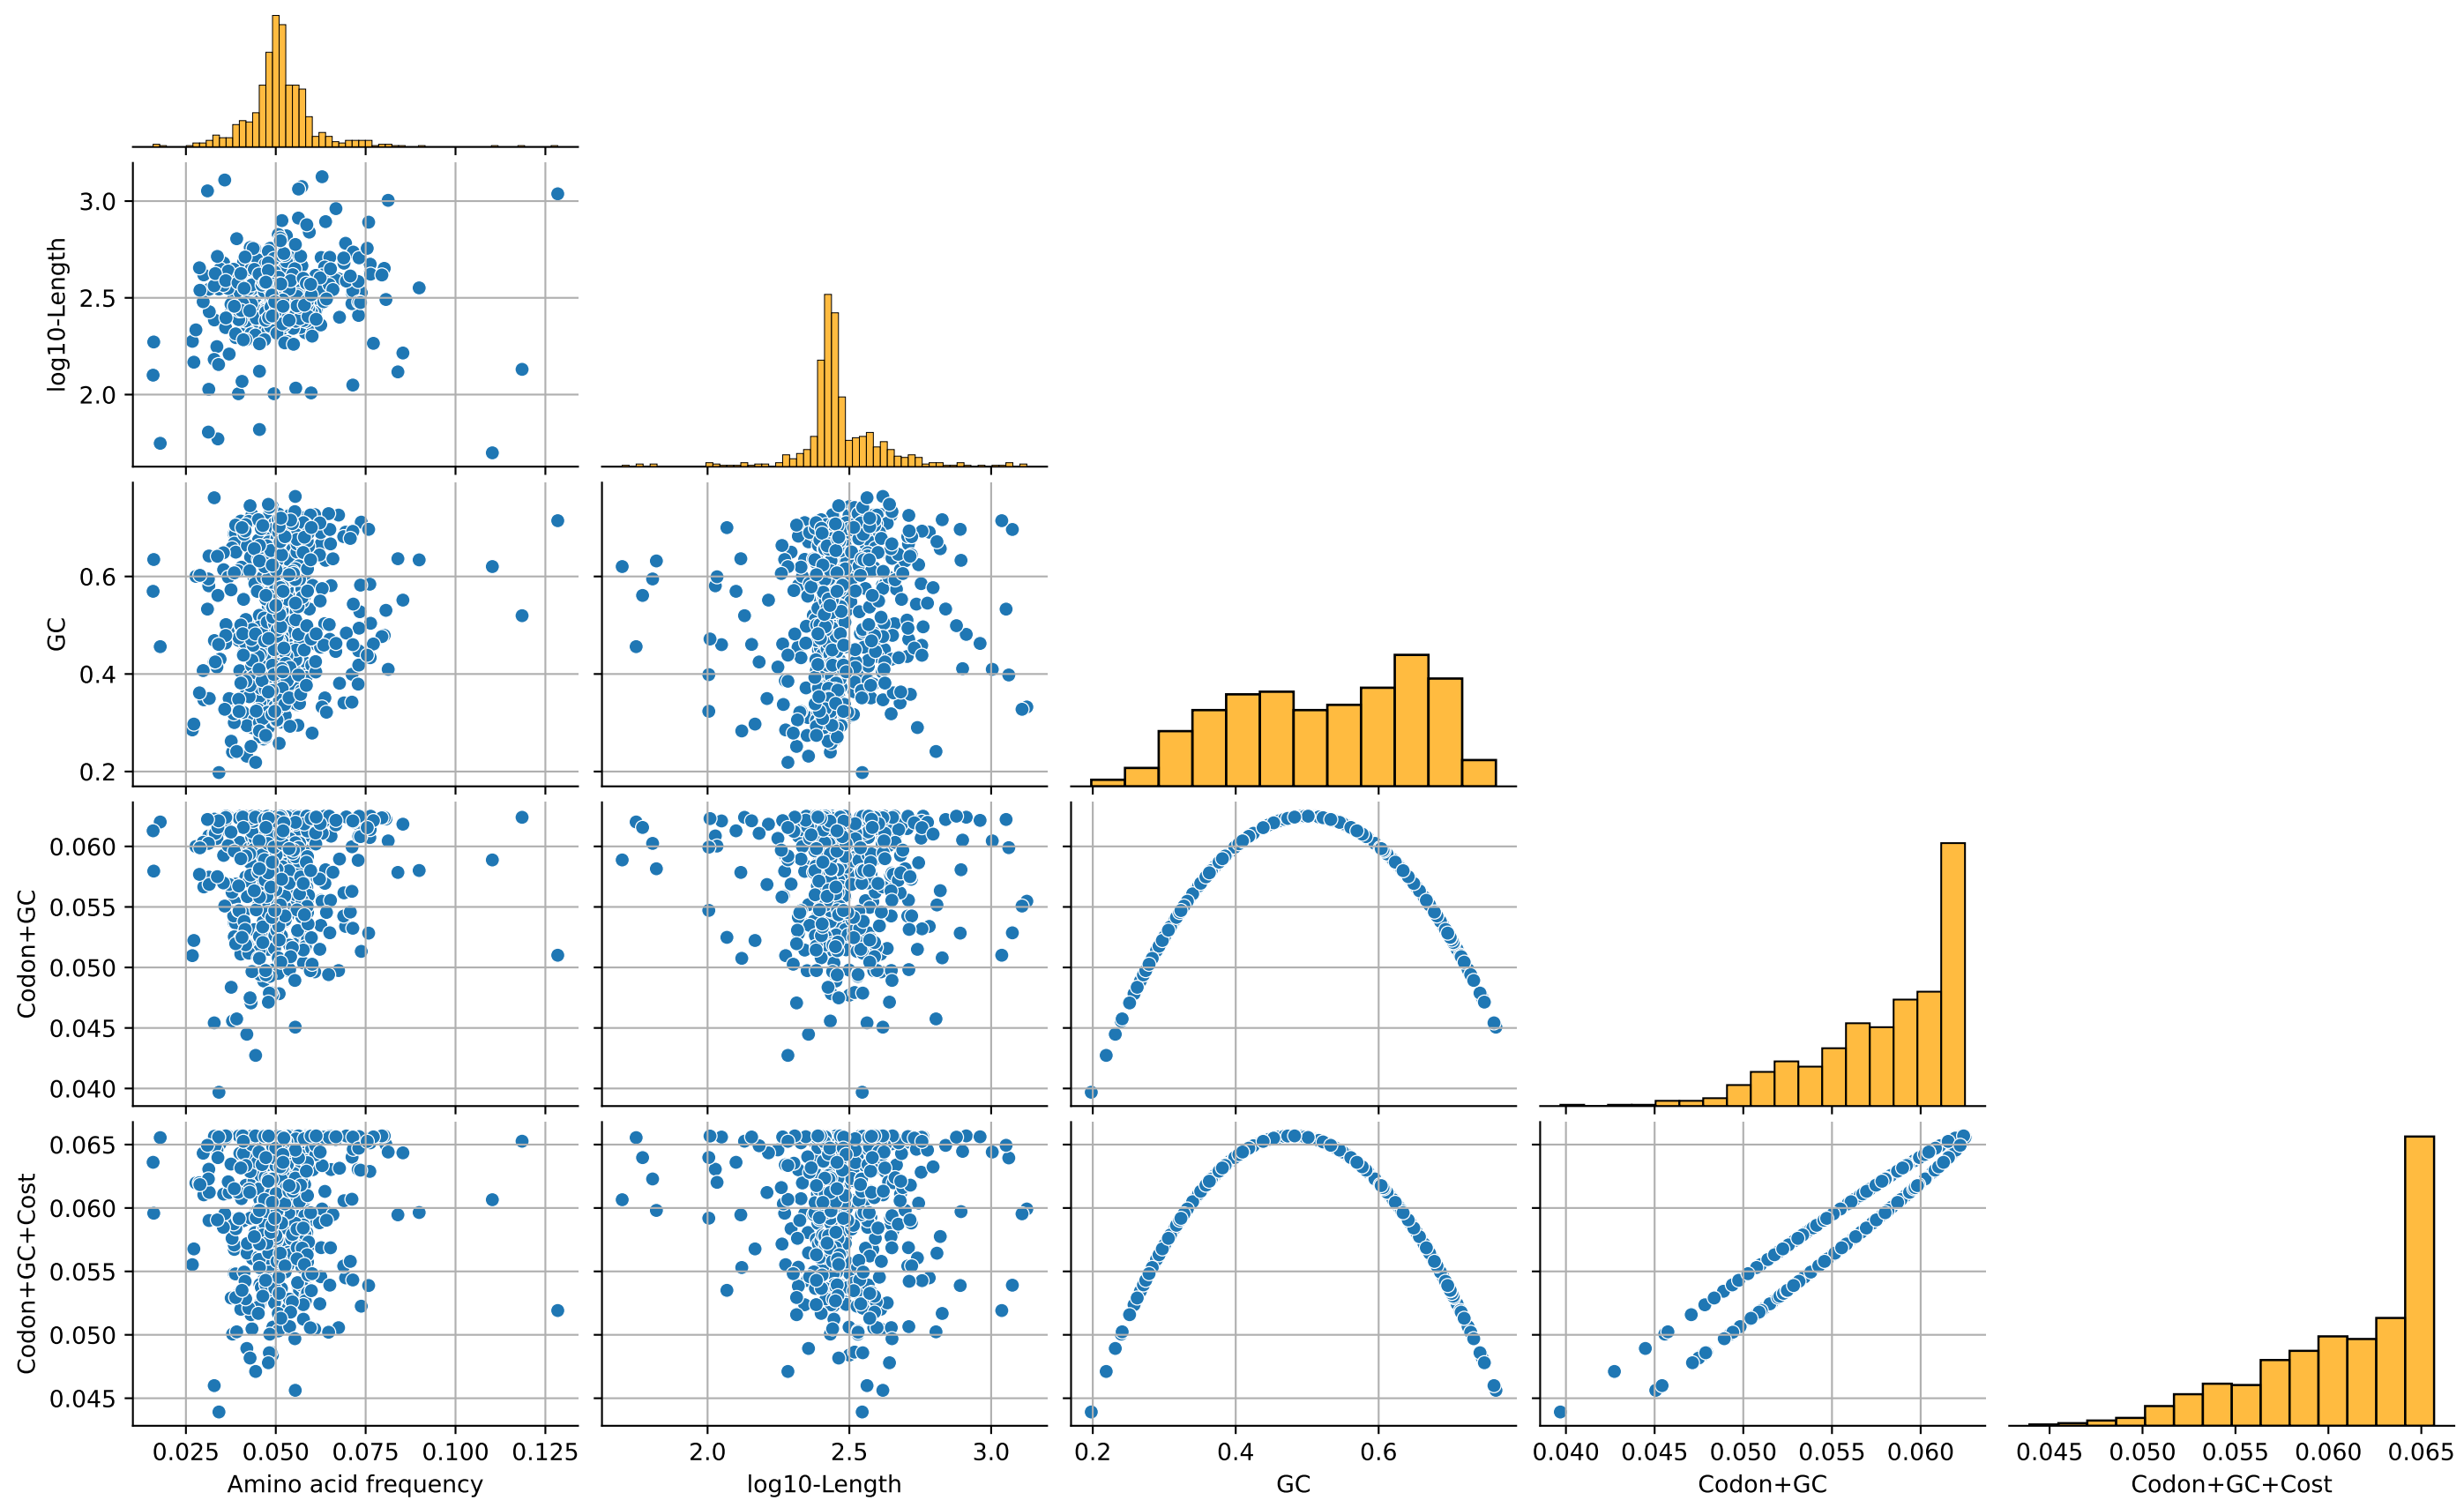 3.0
2.5
2.0
log10-Length
0.6
0.4
0.2
GC
0.060
0.055
0.050
0.045
0.040
Codon+GC
0.065
0.060
0.055
0.050
0.045
Codon+GC+Cost
0.025 0.050 0.075 0.100 0.125
2.0 2.5 3.0
0.2 0.4 0.6
0.040 0.045 0.050 0.055 0.060
0.045 0.050 0.055 0.060 0.065
Amino acid frequency
log10-Length
GC
Codon+GC
Codon+GC+Cost